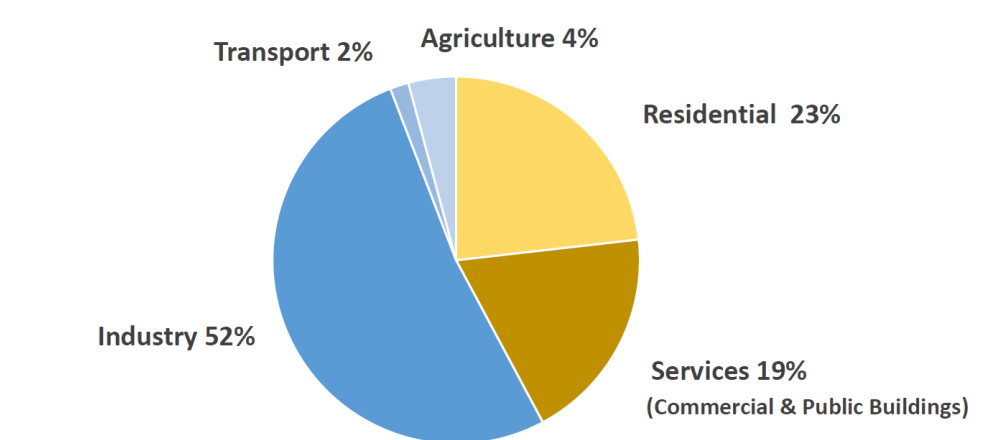 Agriculture 4%
Transport 2%
Residential  23%
Industry 52%
Services 19%
(Commercial & Public Buildings)